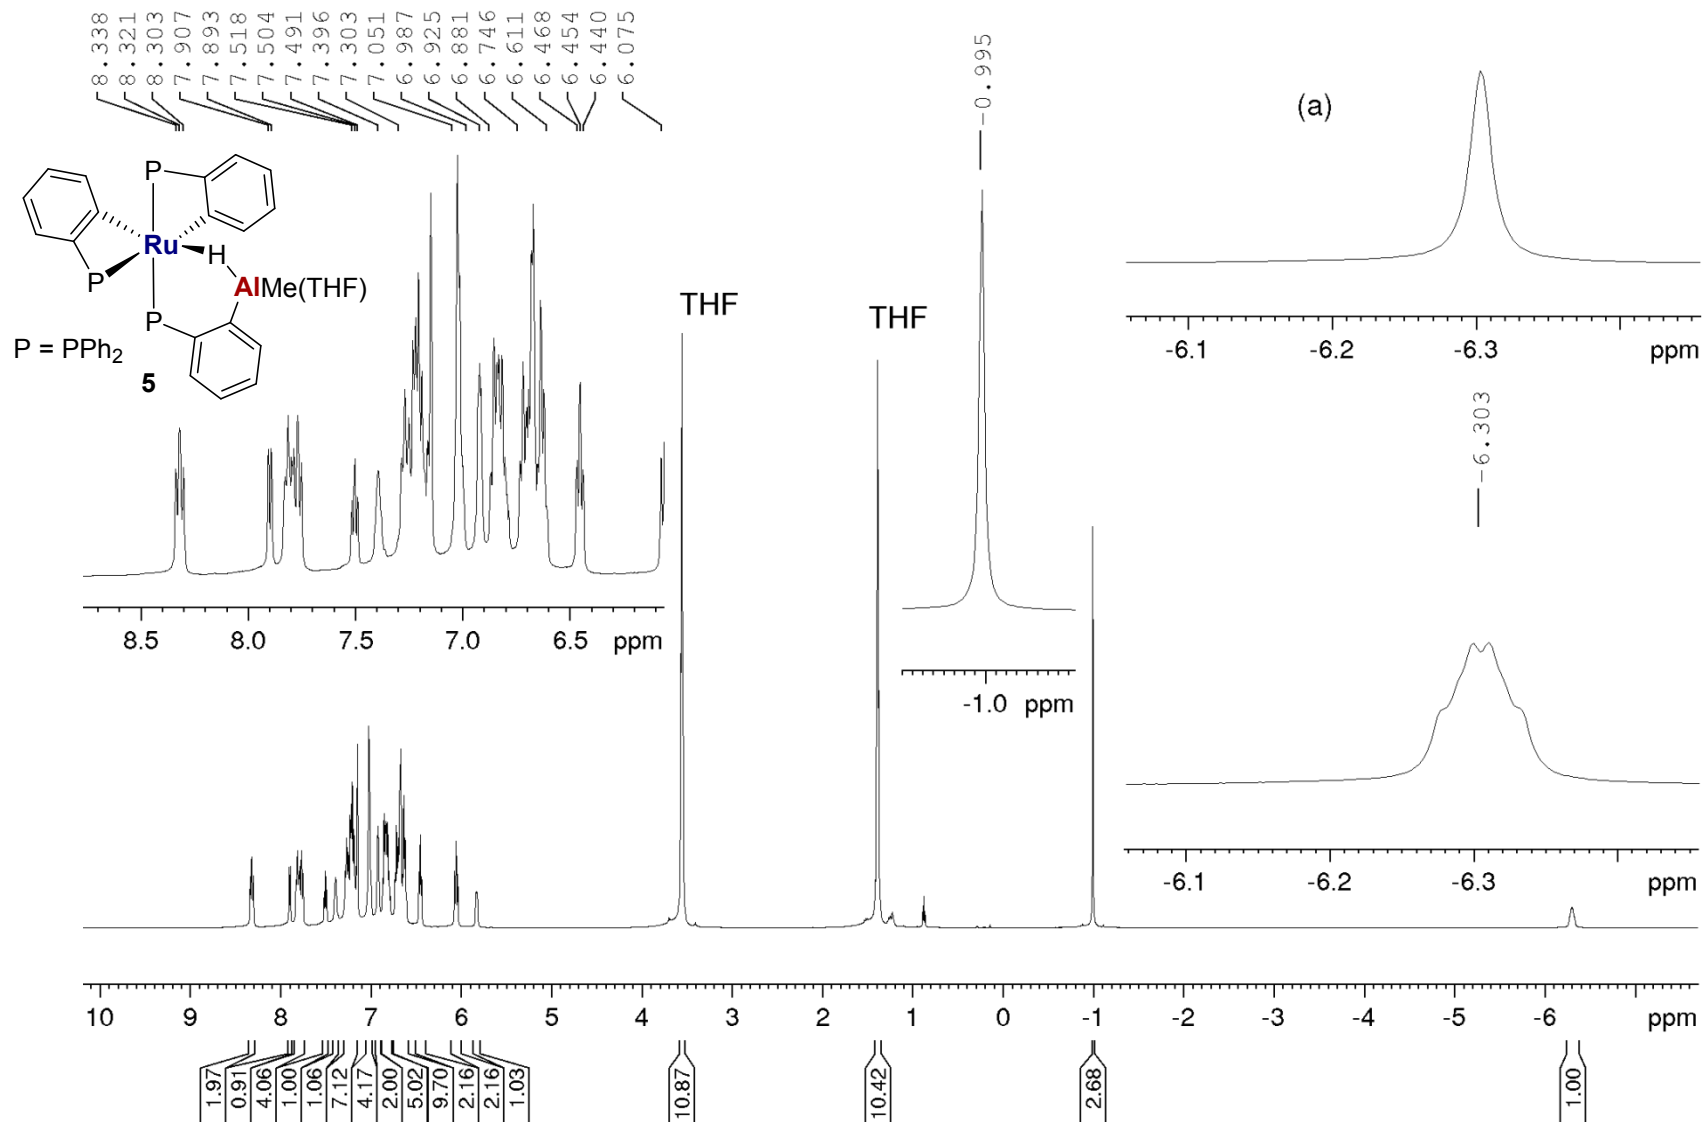 8.338
8.321
8.303
7.907
7.893
7.518
7.504
7.491
7.396
7.303
7.051
6.987
6.925
6.881
6.746
6.611
6.468
6.454
6.440
6.075
-0.995
(a)
P
Ru
H
P
AlMe(THF)
P
P = PPh2
5
THF
THF
-6.1 -6.2 -6.3 ppm
-6.303
8.5 8.0 7.5 7.0 6.5 ppm
-1.0 ppm
-6.1 -6.2 -6.3 ppm
10 9 8 7 6 5 4 3 2 1 0 -1 -2 -3 -4 -5 -6 ppm
1.97
0.91
4.06
1.00
1.06
7.12
4.17
2.00
5.02
9.70
2.16
2.16
1.03
10.87
10.42
2.68
1.00